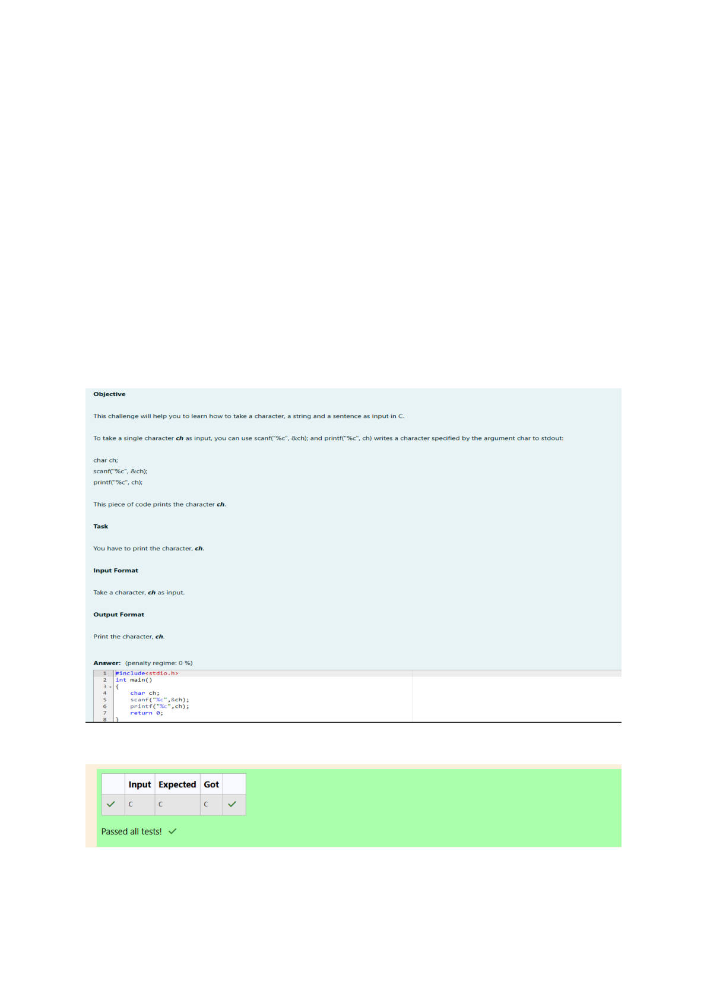 Objective
This challenge will help you to learn how to take a character, a string and a sentence as input in C.
To take a single character ch as input, you can use scanf("%c", &ch); and printf("%c", ch) writes a character specified by the argument char to stdout:
char ch;
scanf("%c", &ch);
printf("%c", ch);
This piece of code prints the character ch.
Task
You have to print the character, ch.
Input Format
Take a character, ch as input.
Output Format
Print the character, ch.
Answer: (penalty regime: 0 %)
1 #include<stdio.h>
2 int main()
3 {
4 char ch;
5 scanf("%c",&ch);
6 printf("%c",ch);
7 return 0;
8 }
Input Expected Got
C C C
Passed all tests!